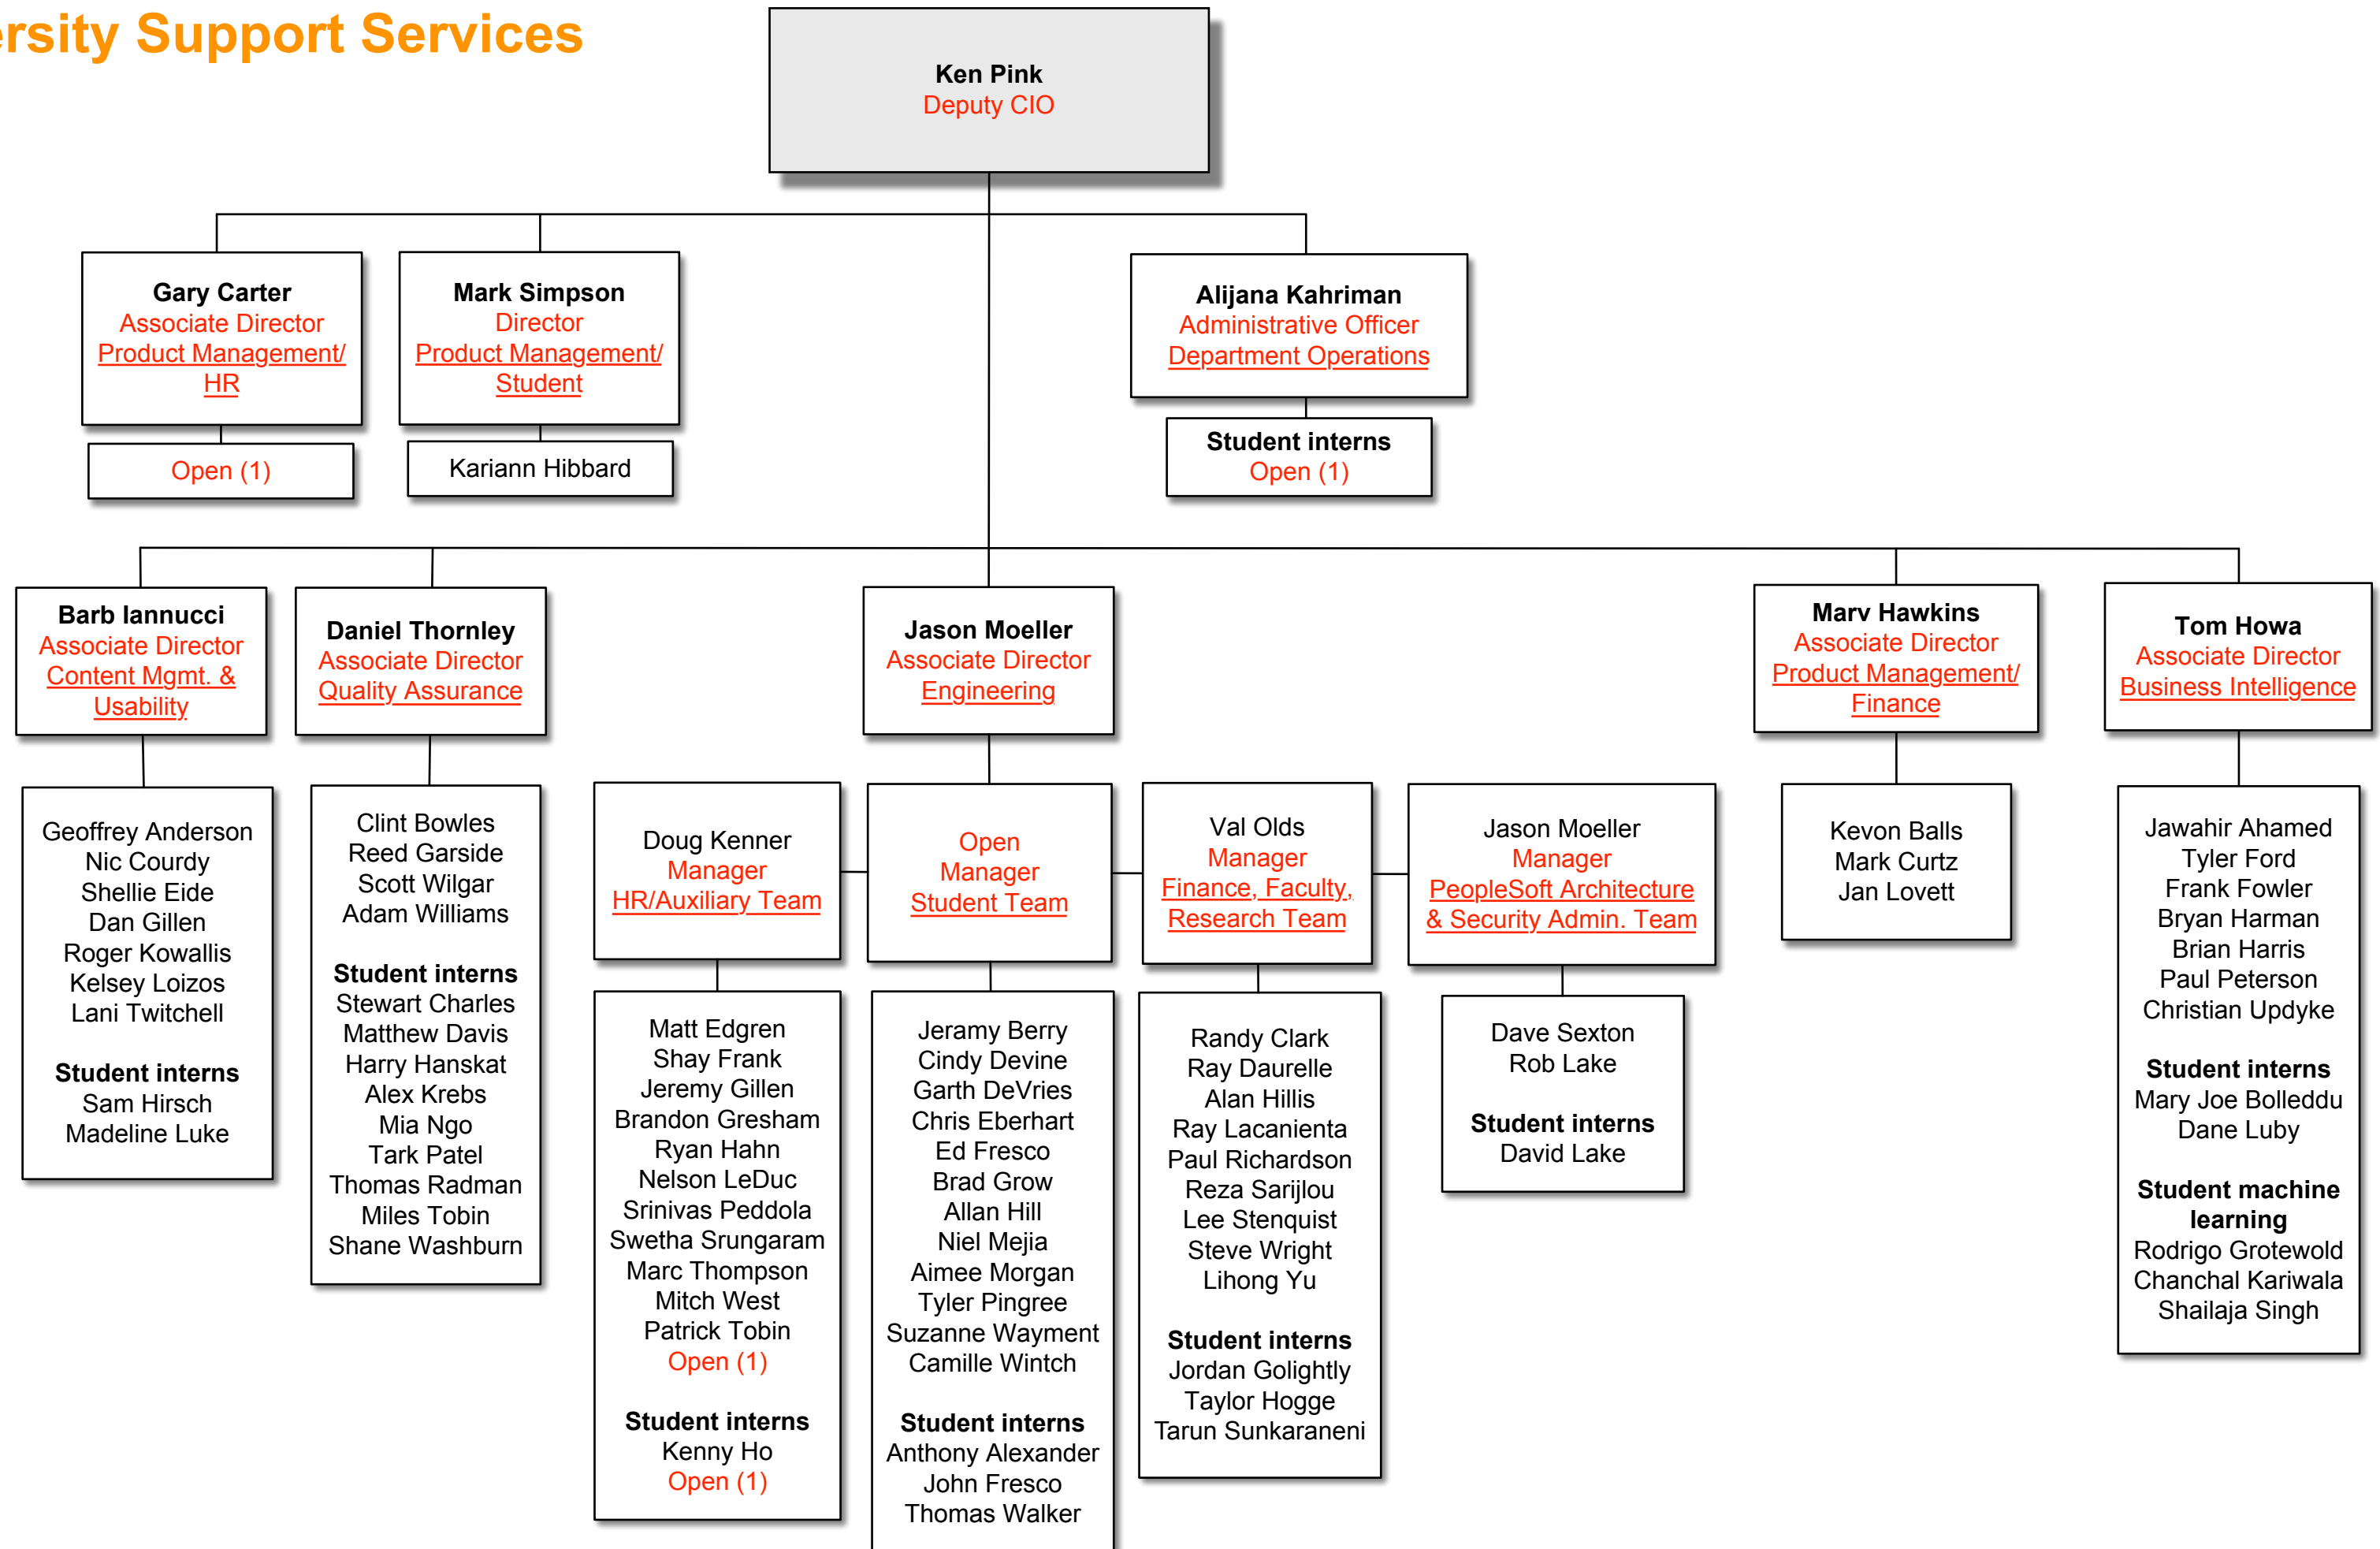 ersity Support Services
Ken Pink
Deputy CIO
Gary Carter
Associate Director
Product Management/
HR
Open (1)
Mark Simpson
Director
Product Management/
Student
Kariann Hibbard
Alijana Kahriman
Administrative Officer
Department Operations
Student interns
Open (1)
Barb Iannucci
Associate Director
Content Mgmt. &
Usability
Geoffrey Anderson
Nic Courdy
Shellie Eide
Dan Gillen
Roger Kowallis
Kelsey Loizos
Lani Twitchell
Student interns
Sam Hirsch
Madeline Luke
Daniel Thornley
Associate Director
Quality Assurance
Clint Bowles
Reed Garside
Scott Wilgar
Adam Williams
Student interns
Stewart Charles
Matthew Davis
Harry Hanskat
Alex Krebs
Mia Ngo
Tark Patel
Thomas Radman
Miles Tobin
Shane Washburn
Jason Moeller
Associate Director
Engineering
Doug Kenner
Manager
HR/Auxiliary Team
Matt Edgren
Shay Frank
Jeremy Gillen
Brandon Gresham
Ryan Hahn
Nelson LeDuc
Srinivas Peddola
Swetha Srungaram
Marc Thompson
Mitch West
Patrick Tobin
Open (1)
Student interns
Kenny Ho
Open (1)
Open
Manager
Student Team
Jeramy Berry
Cindy Devine
Garth DeVries
Chris Eberhart
Ed Fresco
Brad Grow
Allan Hill
Niel Mejia
Aimee Morgan
Tyler Pingree
Suzanne Wayment
Camille Wintch
Student interns
Anthony Alexander
John Fresco
Thomas Walker
Val Olds
Manager
Finance, Faculty,
Research Team
Randy Clark
Ray Daurelle
Alan Hillis
Ray Lacanienta
Paul Richardson
Reza Sarijlou
Lee Stenquist
Steve Wright
Lihong Yu
Student interns
Jordan Golightly
Taylor Hogge
Tarun Sunkaraneni
Jason Moeller
Manager
PeopleSoft Architecture
& Security Admin. Team
Dave Sexton
Rob Lake
Student interns
David Lake
Marv Hawkins
Associate Director
Product Management/
Finance
Kevon Balls
Mark Curtz
Jan Lovett
Tom Howa
Associate Director
Business Intelligence
Jawahir Ahamed
Tyler Ford
Frank Fowler
Bryan Harman
Brian Harris
Paul Peterson
Christian Updyke
Student interns
Mary Joe Bolleddu
Dane Luby
Student machine
learning
Rodrigo Grotewold
Chanchal Kariwala
Shailaja Singh